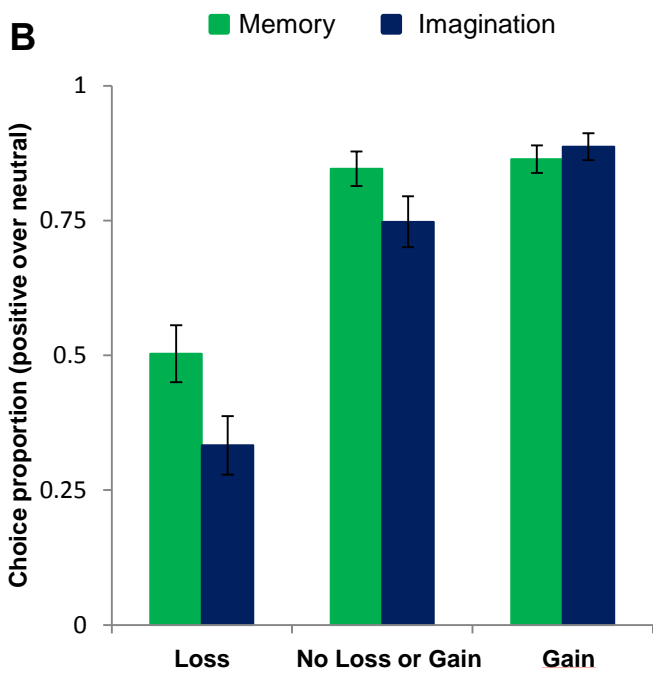 B
Memory Imagination
Choice proportion (positive over neutral)
1
0.75
0.5
0.25
0
Loss No Loss or Gain Gain